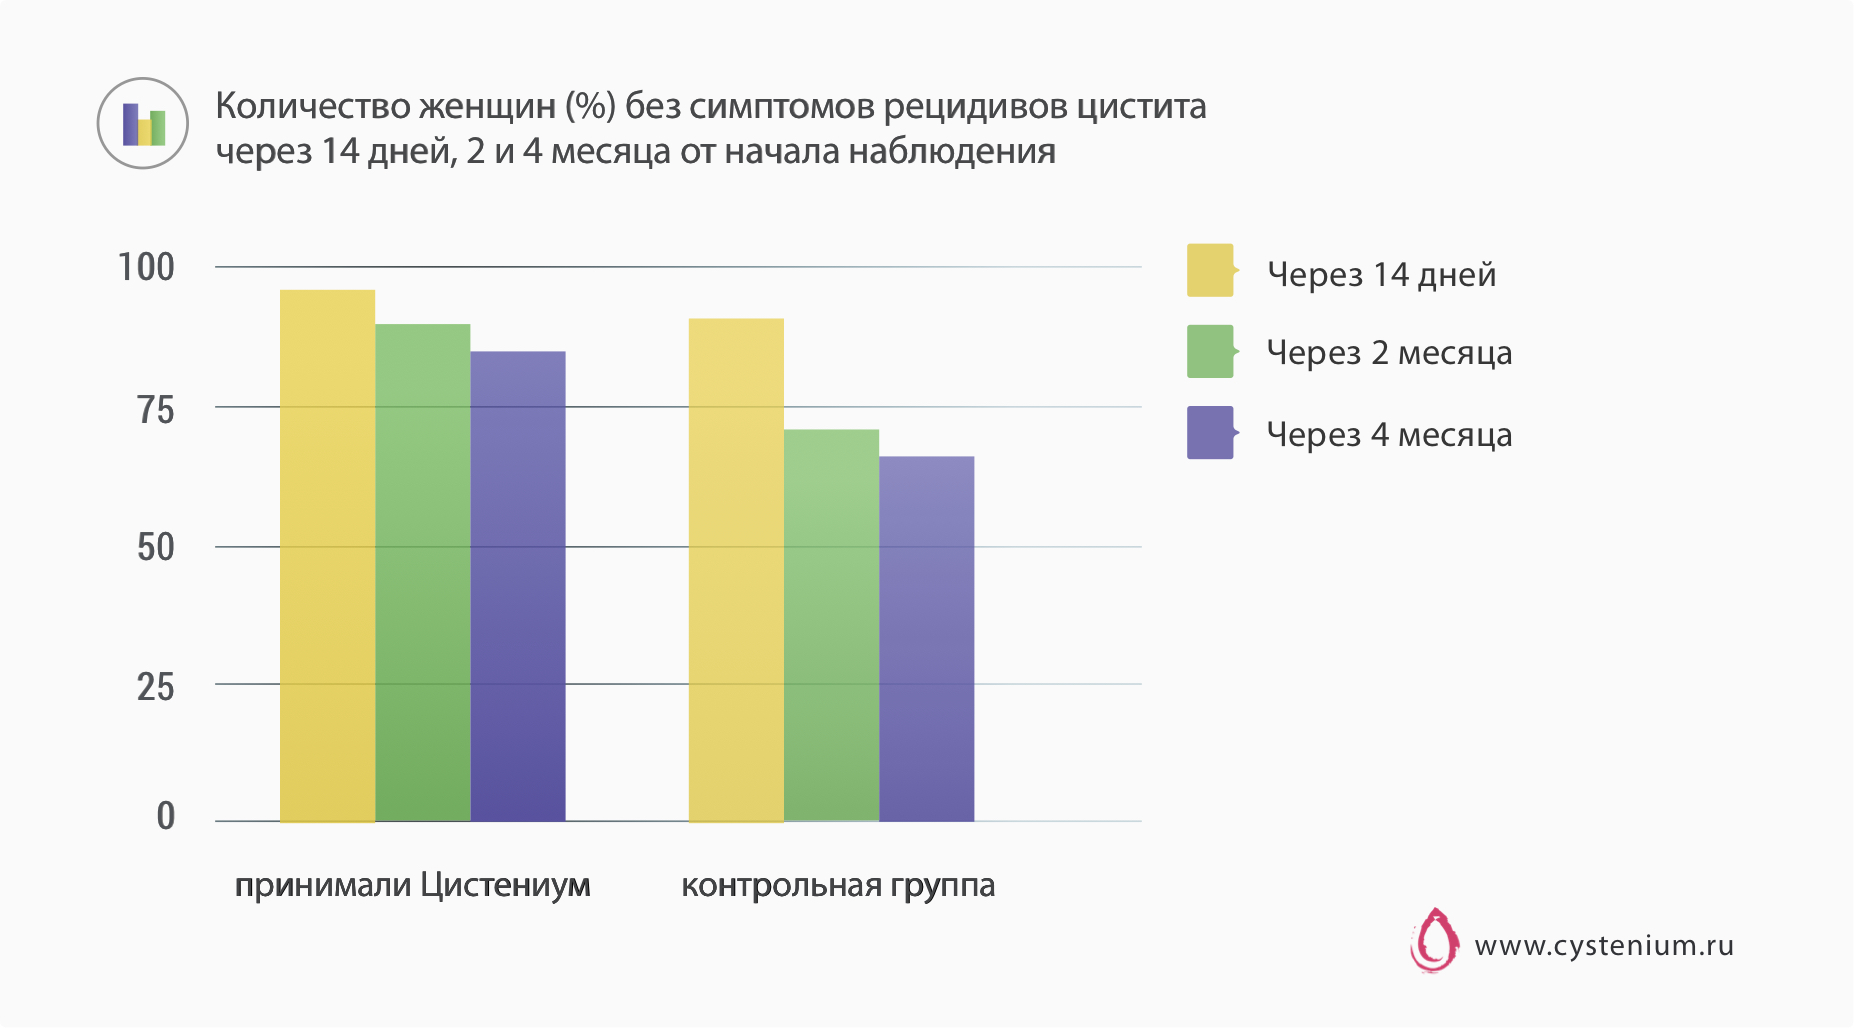 Количество женщин (%) без симптомов рецидивов цистита
через 14 дней, 2 и 4 месяца от начала наблюдения
100
75
50
25
0
принимали Цистениум
контрольная группа
Через 14 дней
Через 2 месяца
Через 4 месяца
www.cystenium.ru